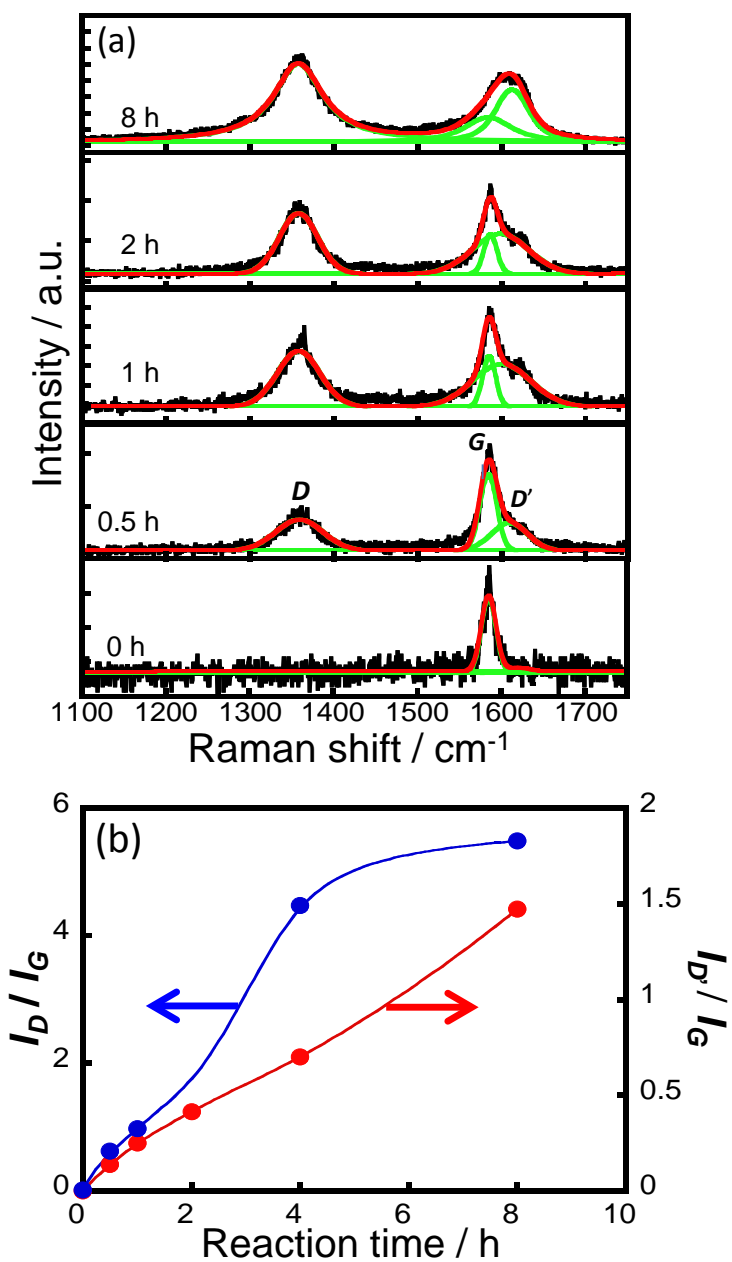 (a)
8 h
2 h
1 h
0.5 h
0 h
D
G
D'
Intensity / a.u.
1100 1200 1300 1400 1500 1600 1700
Raman shift / cm-1
(b)
6
4
2
0
2
1.5
1
0.5
0
I_D / I_G
I_D' / I_G
0 2 4 6 8 10
Reaction time / h